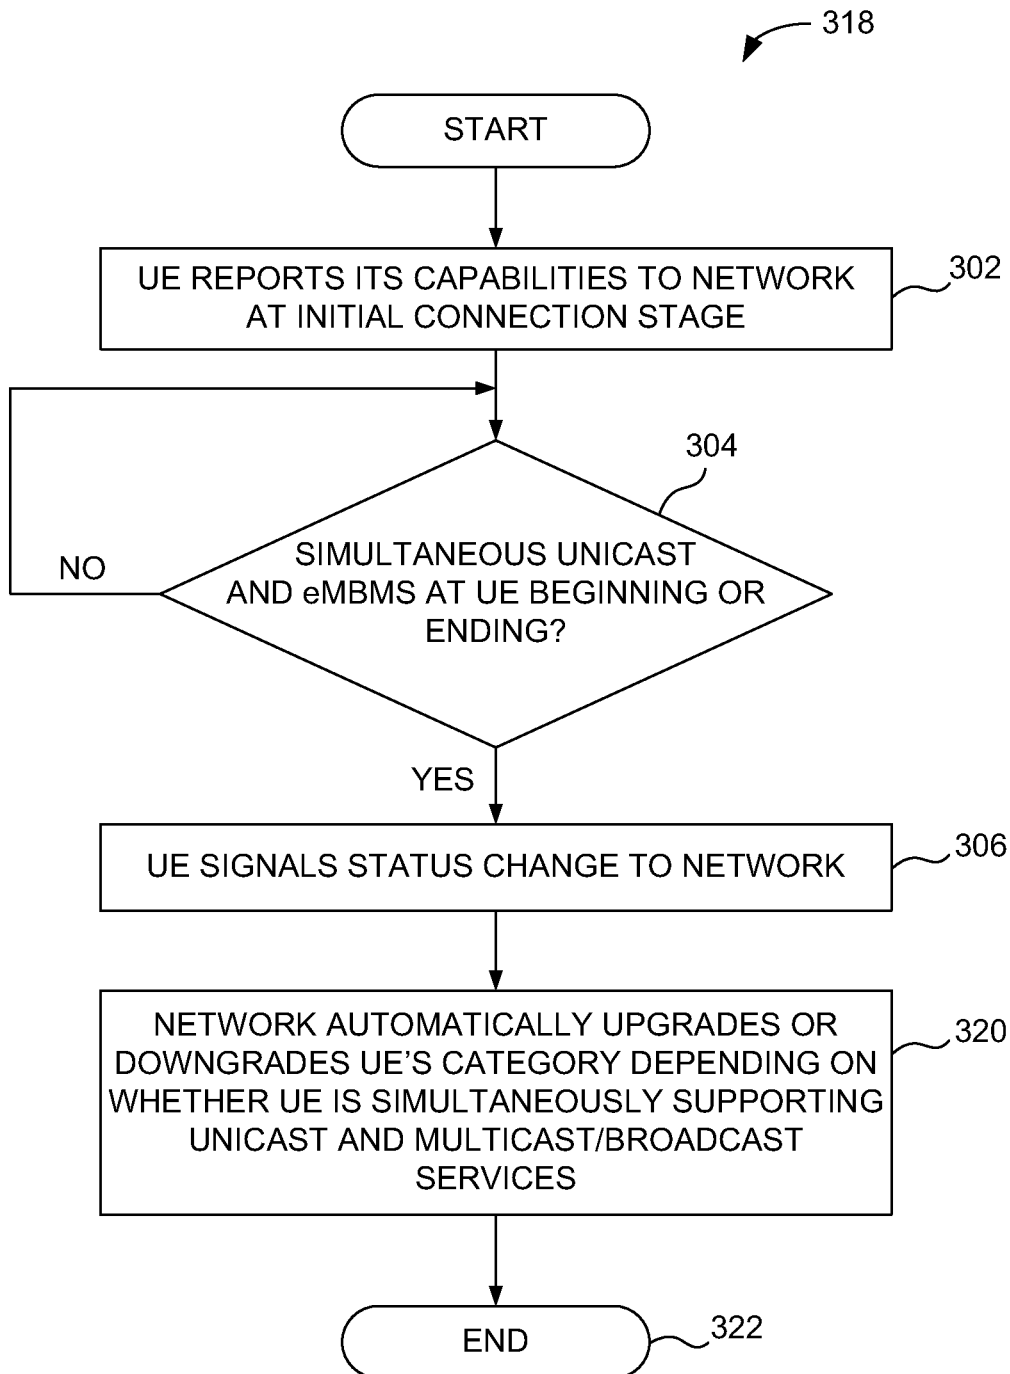 318
START
UE REPORTS ITS CAPABILITIES TO NETWORK
AT INITIAL CONNECTION STAGE
302
304
SIMULTANEOUS UNICAST
AND eMBMS AT UE BEGINNING OR
ENDING?
NO
YES
UE SIGNALS STATUS CHANGE TO NETWORK
306
NETWORK AUTOMATICALLY UPGRADES OR
DOWNGRADES UE'S CATEGORY DEPENDING ON
WHETHER UE IS SIMULTANEOUSLY SUPPORTING
UNICAST AND MULTICAST/BROADCAST
SERVICES
320
END
322